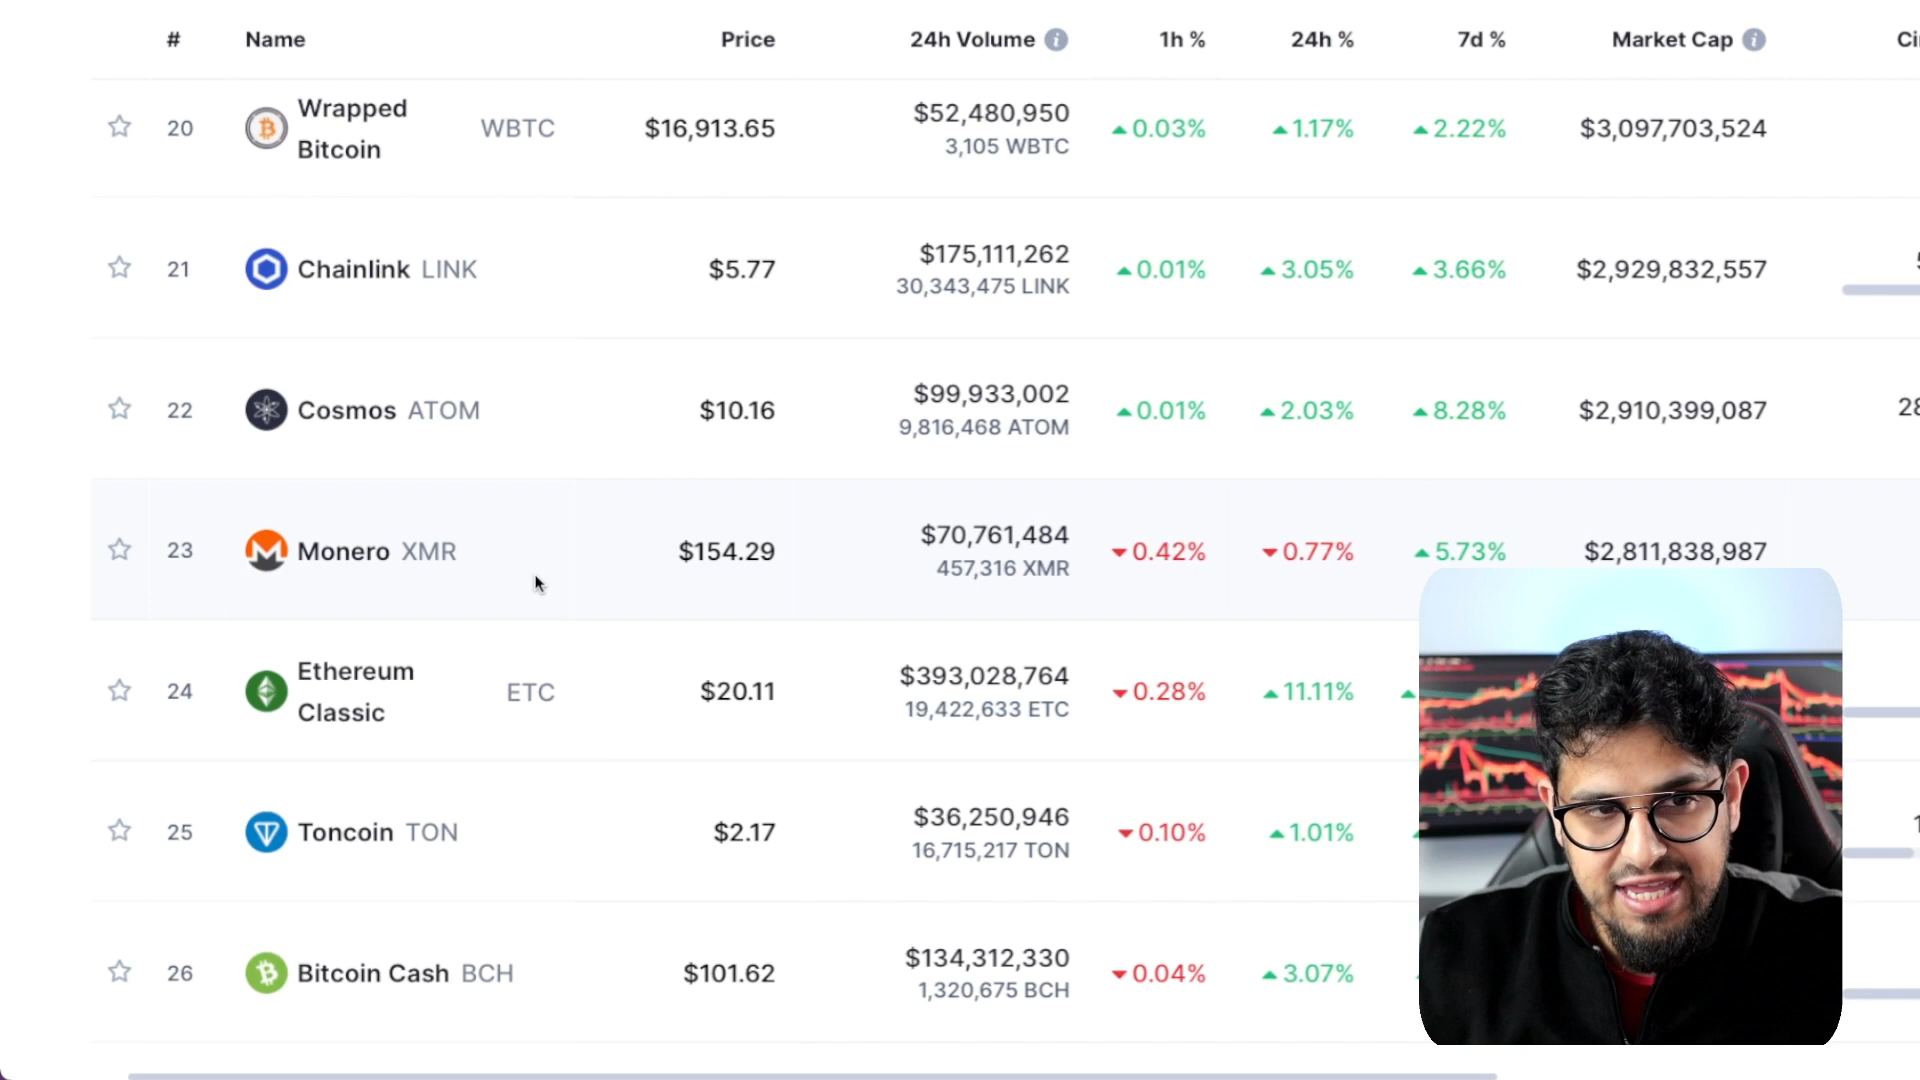 # Name Price 24h Volume 1h % 24h % 7d % Market Cap Ci
20 Wrapped Bitcoin WBTC $16,913.65 $52,480,950 0.03% 1.17% 2.22% $3,097,703,524
3,105 WBTC
21 Chainlink LINK $5.77 $175,111,262 0.01% 3.05% 3.66% $2,929,832,557
30,343,475 LINK
22 Cosmos ATOM $10.16 $99,933,002 0.01% 2.03% 8.28% $2,910,399,087 28
9,816,468 ATOM
23 Monero XMR $154.29 $70,761,484 0.42% 0.77% 5.73% $2,811,838,987
457,316 XMR
24 Ethereum Classic ETC $20.11 $393,028,764 0.28% 11.11%
19,422,633 ETC
25 Toncoin TON $2.17 $36,250,946 0.10% 1.01% 1
16,715,217 TON
26 Bitcoin Cash BCH $101.62 $134,312,330 0.04% 3.07%
1,320,675 BCH